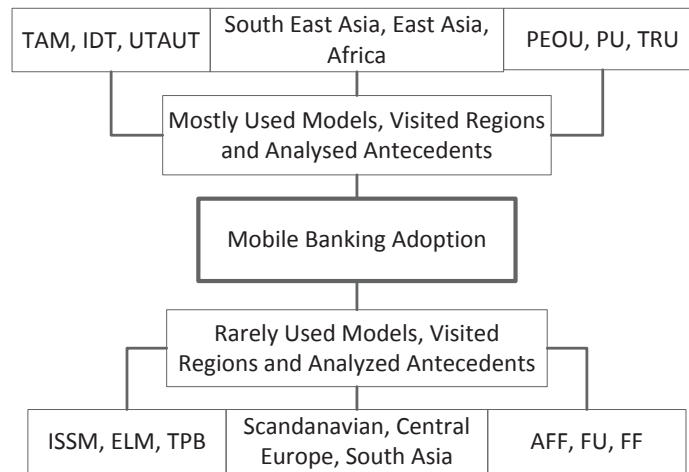 TAM, IDT, UTAUT
South East Asia, East Asia,
Africa
PEOU, PU, TRU
Mostly Used Models, Visited Regions
and Analysed Antecedents
Mobile Banking Adoption
Rarely Used Models, Visited
Regions and Analyzed Antecedents
ISSM, ELM, TPB
Scandanavian, Central
Europe, South Asia
AFF, FU, FF